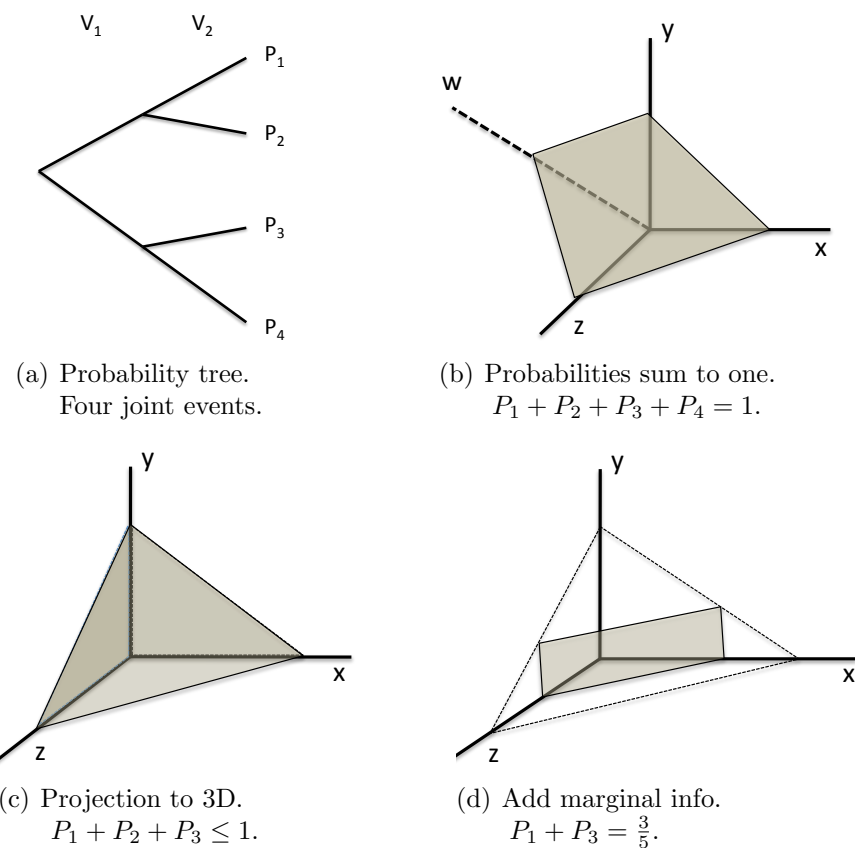 V₁ V₂
P₁
P₂
P₃
P₄
(a) Probability tree.
Four joint events.
y
w
x
z
(b) Probabilities sum to one.
P₁ + P₂ + P₃ + P₄ = 1.
y
x
z
(c) Projection to 3D.
P₁ + P₂ + P₃ ≤ 1.
y
x
z
(d) Add marginal info.
P₁ + P₃ = 3/5.